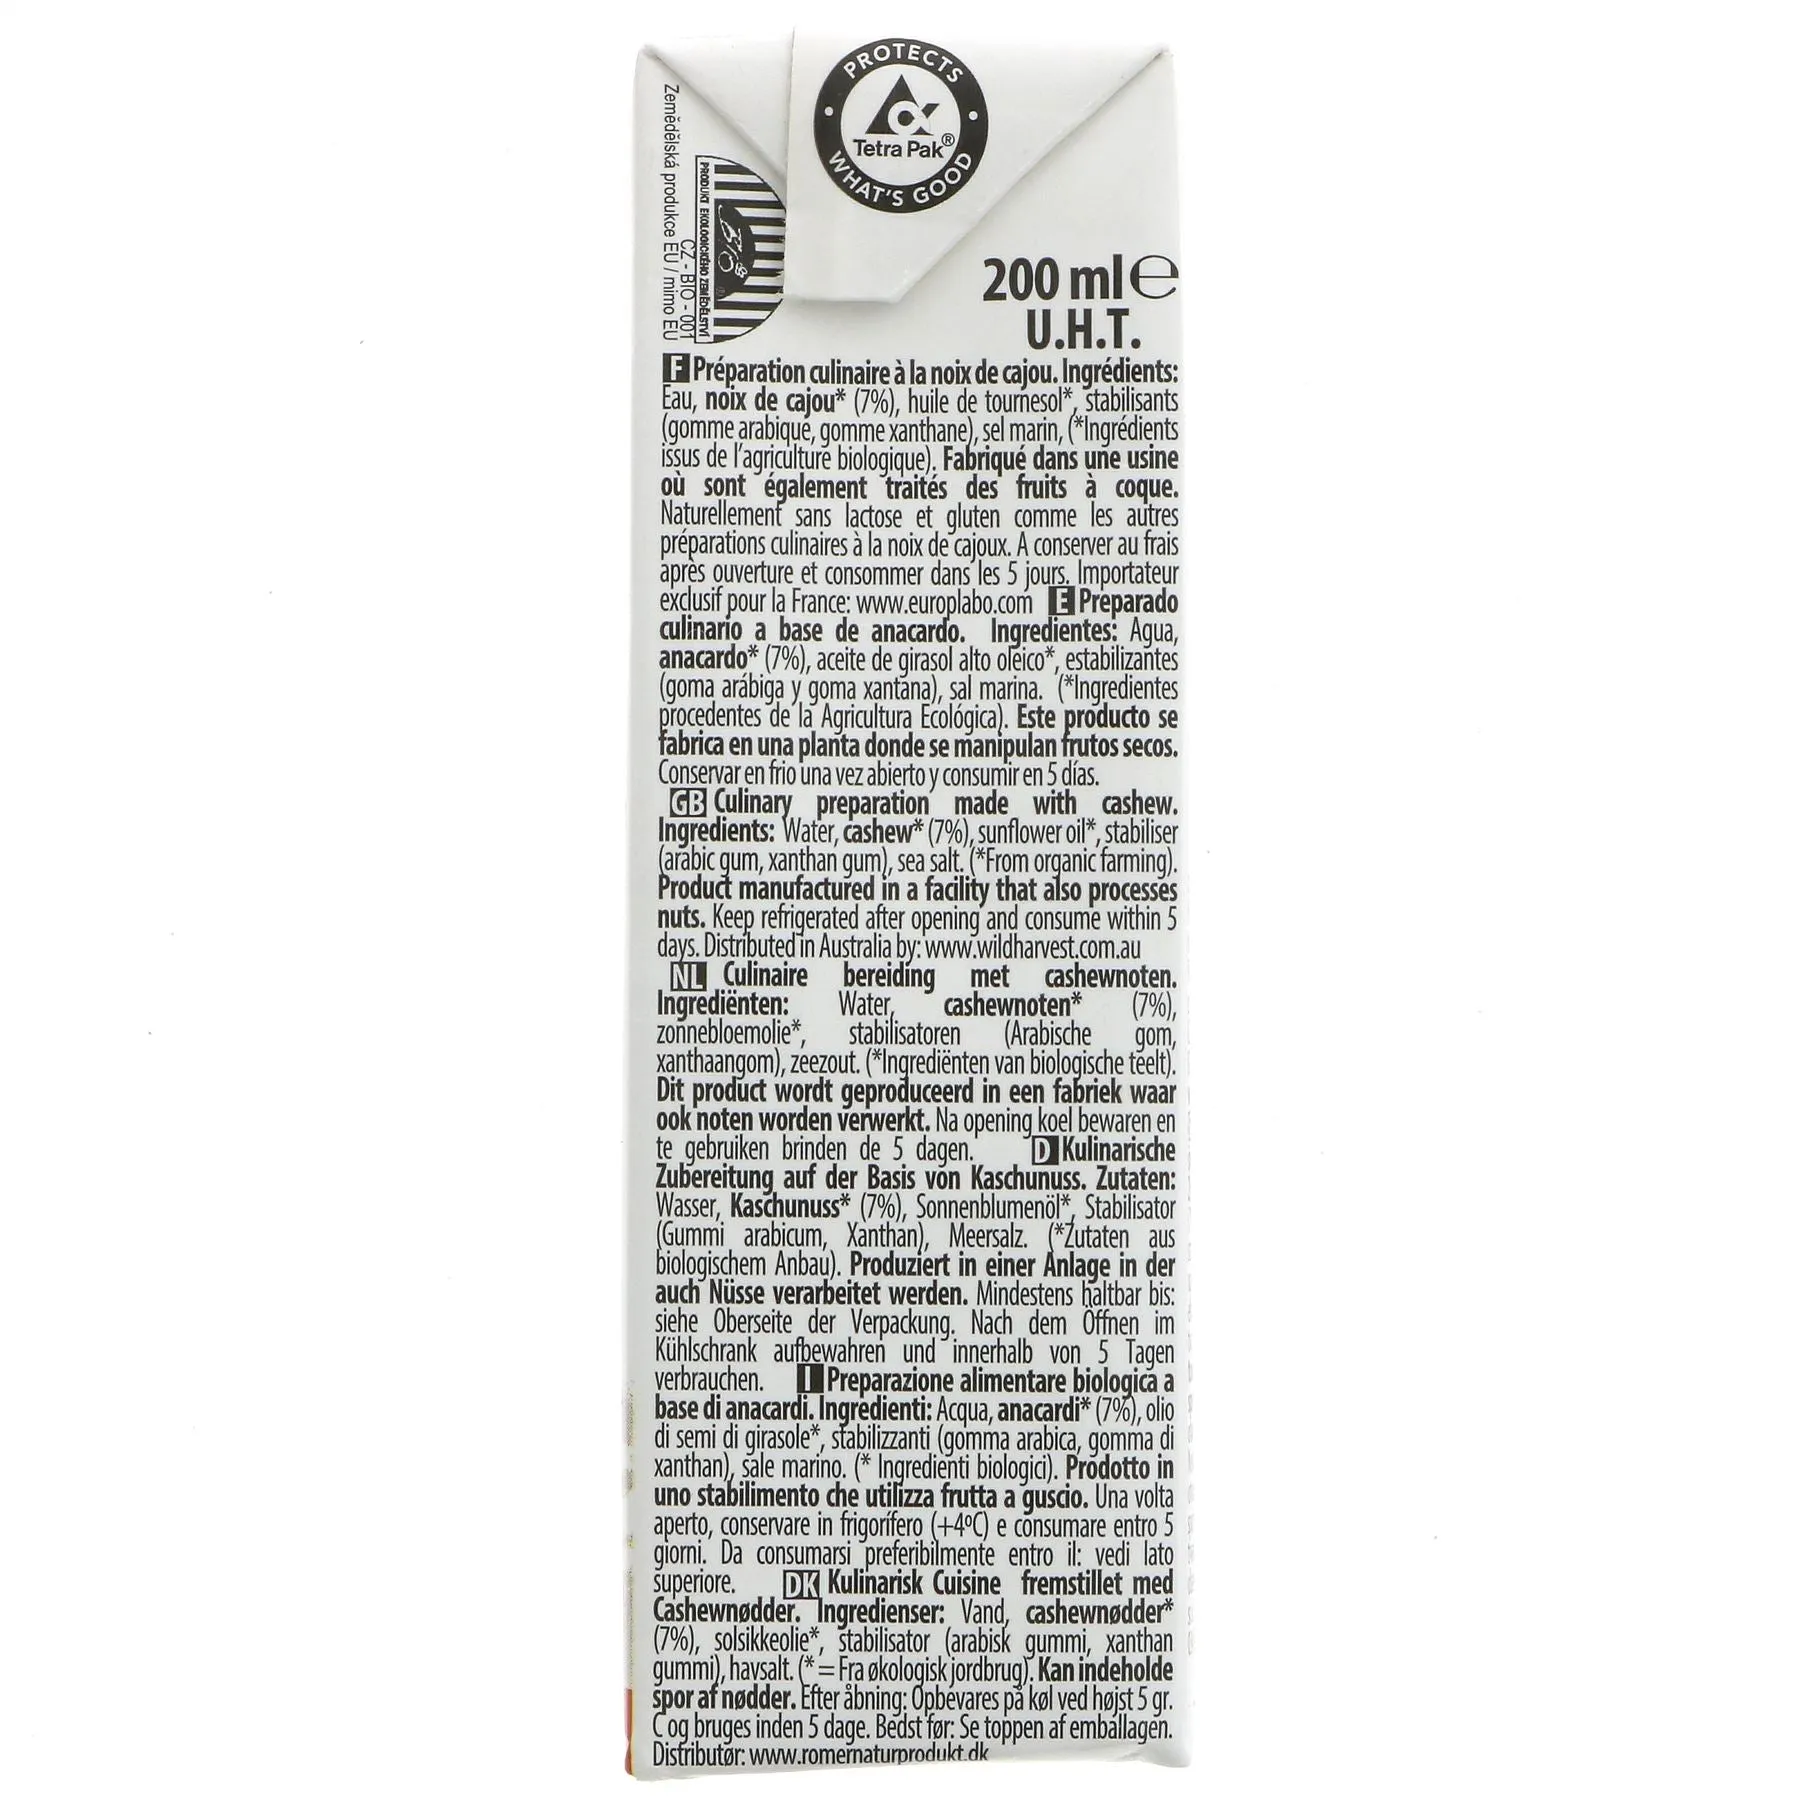 PROTECTS
Tetra Pak®
WHAT'S GOOD
Zemědělská produkce EU / mimo EU
CZ - BIO - 001
PRODUKT EKOLOGICKÉHO ZEMĚDĚLSTVÍ
BIO
200 ml e
U.H.T.
F Préparation culinaire à la noix de cajou. Ingrédients:
Eau, noix de cajou* (7%), huile de tournesol*, stabilisants
(gomme arabique, gomme xanthane), sel marin, (*Ingrédients
issus de l'agriculture biologique). Fabriqué dans une usine
où sont également traités des fruits à coque.
Naturellement sans lactose et gluten comme les autres
préparations culinaires à la noix de cajoux. A conserver au frais
après ouverture et consommer dans les 5 jours. Importateur
exclusif pour la France: www.europlabo.com E Preparado
culinario a base de anacardo. Ingredientes: Agua,
anacardo* (7%), aceite de girasol alto oleico*, estabilizantes
(goma arábiga y goma xantana), sal marina. (*Ingredientes
procedentes de la Agricultura Ecológica). Este producto se
fabrica en una planta donde se manipulan frutos secos.
Conservar en frio una vez abierto y consumir en 5 días.
GB Culinary preparation made with cashew.
Ingredients: Water, cashew* (7%), sunflower oil*, stabiliser
(arabic gum, xanthan gum), sea salt. (*From organic farming).
Product manufactured in a facility that also processes
nuts. Keep refrigerated after opening and consume within 5
days. Distributed in Australia by: www.wildharvest.com.au
NL Culinaire bereiding met cashewnoten.
Ingrediënten: Water, cashewnoten* (7%),
zonnebloemolie*, stabilisatoren (Arabische gom,
xanthaangom), zeezout. (*Ingrediënten van biologische teelt).
Dit product wordt geproduceerd in een fabriek waar
ook noten worden verwerkt. Na opening koel bewaren en
te gebruiken brinden de 5 dagen. D Kulinarische
Zubereitung auf der Basis von Kaschunuss. Zutaten:
Wasser, Kaschunuss* (7%), Sonnenblumenöl*, Stabilisator
(Gummi arabicum, Xanthan), Meersalz. (*Zutaten aus
biologischem Anbau). Produziert in einer Anlage in der
auch Nüsse verarbeitet werden. Mindestens haltbar bis:
siehe Oberseite der Verpackung. Nach dem Öffnen im
Kühlschrank aufbewahren und innerhalb von 5 Tagen
verbrauchen. I Preparazione alimentare biologica a
base di anacardi. Ingredienti: Acqua, anacardi* (7%), olio
di semi di girasole*, stabilizzanti (gomma arabica, gomma di
xanthan), sale marino. (* Ingredienti biologici). Prodotto in
uno stabilimento che utilizza frutta a guscio. Una volta
aperto, conservare in frigorífero (+4ºC) e consumare entro 5
giorni. Da consumarsi preferibilmente entro il: vedi lato
superiore. DK Kulinarisk Cuisine fremstillet med
Cashewnødder. Ingredienser: Vand, cashewnødder*
(7%), solsikkeolie*, stabilisator (arabisk gummi, xanthan
gummi), havsalt. (* = Fra økologisk jordbrug). Kan indeholde
spor af nødder. Efter åbning: Opbevares på køl ved højst 5 gr.
C og bruges inden 5 dage. Bedst før: Se toppen af emballagen.
Distributør: www.romernaturprodukt.dk